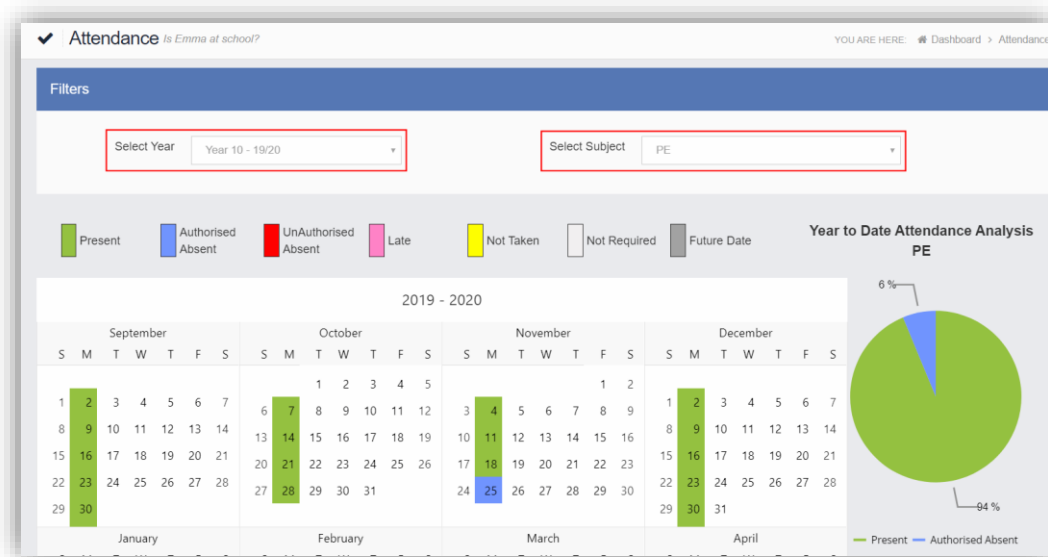 Attendance Is Emma at school?
YOU ARE HERE: Dashboard > Attendance
Filters
Select Year Year 10 - 19/20
Select Subject PE
Present
Authorised Absent
UnAuthorised Absent
Late
Not Taken
Not Required
Future Date
Year to Date Attendance Analysis
PE
6 %
94 %
Present Authorised Absent
2019 - 2020
September
S M T W T F S
1 2 3 4 5 6 7
8 9 10 11 12 13 14
15 16 17 18 19 20 21
22 23 24 25 26 27 28
29 30
October
S M T W T F S
1 2 3 4 5
6 7 8 9 10 11 12
13 14 15 16 17 18 19
20 21 22 23 24 25 26
27 28 29 30 31
November
S M T W T F S
1 2
3 4 5 6 7 8 9
10 11 12 13 14 15 16
17 18 19 20 21 22 23
24 25 26 27 28 29 30
December
S M T W T F S
1 2 3 4 5 6 7
8 9 10 11 12 13 14
15 16 17 18 19 20 21
22 23 24 25 26 27 28
29 30 31
January
February
March
April